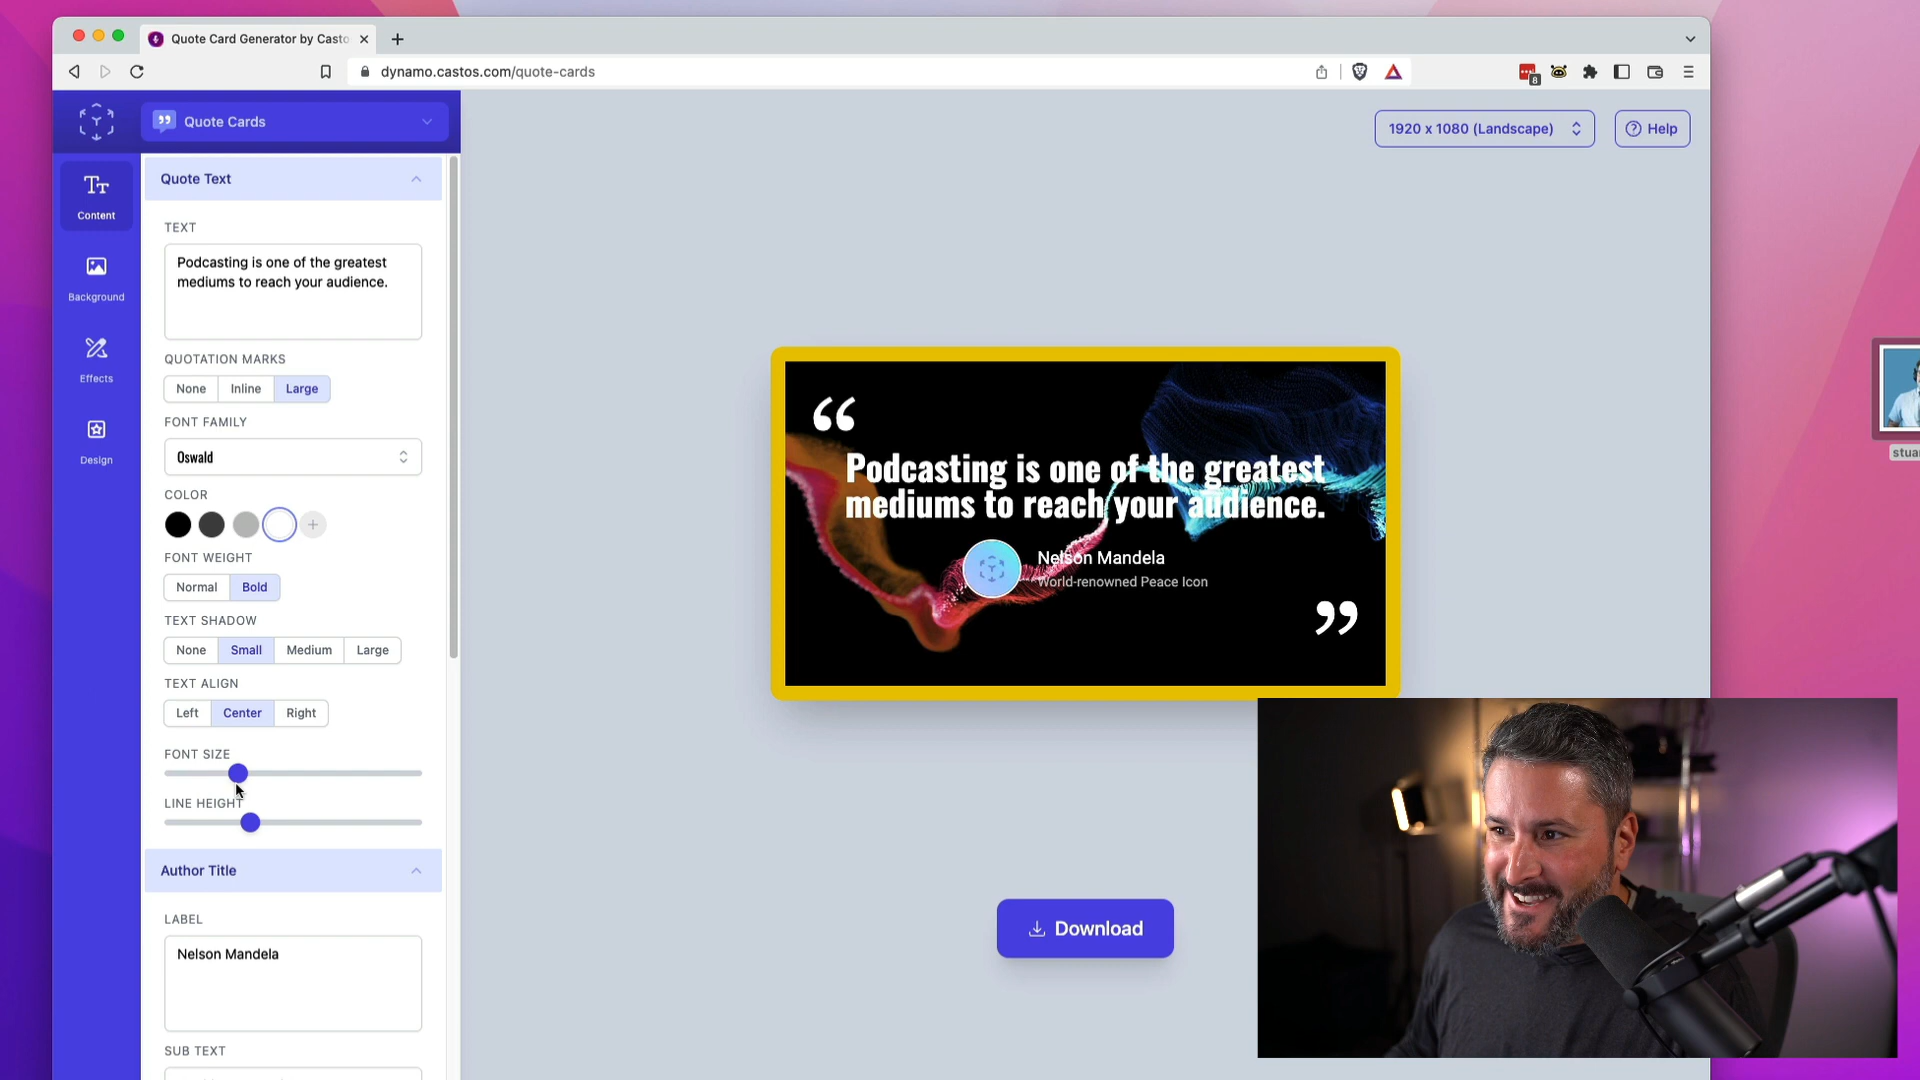 Quote Card Generator by Casto
dynamo.castos.com/quote-cards
8
Quote Cards
1920 x 1080 (Landscape)
Help
Content
Background
Effects
Design
Quote Text
TEXT
Podcasting is one of the greatest
mediums to reach your audience.
QUOTATION MARKS
None Inline Large
FONT FAMILY
Oswald
COLOR
FONT WEIGHT
Normal Bold
TEXT SHADOW
None Small Medium Large
TEXT ALIGN
Left Center Right
FONT SIZE
LINE HEIGHT
Author Title
LABEL
Nelson Mandela
SUB TEXT
“
Podcasting is one of the greatest
mediums to reach your audience.
Nelson Mandela
World-renowned Peace Icon
”
Download
stuar